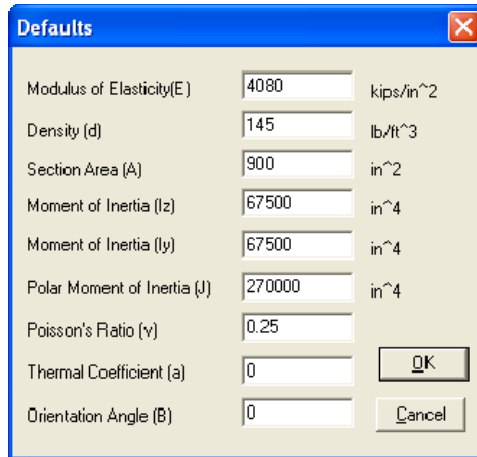 Defaults
Modulus of Elasticity(E) 4080 kips/in^2
Density (d) 145 lb/ft^3
Section Area (A) 900 in^2
Moment of Inertia (Iz) 67500 in^4
Moment of Inertia (Iy) 67500 in^4
Polar Moment of Inertia (J) 270000 in^4
Poisson's Ratio (v) 0.25
Thermal Coefficient (a) 0 OK
Orientation Angle (B) 0 Cancel